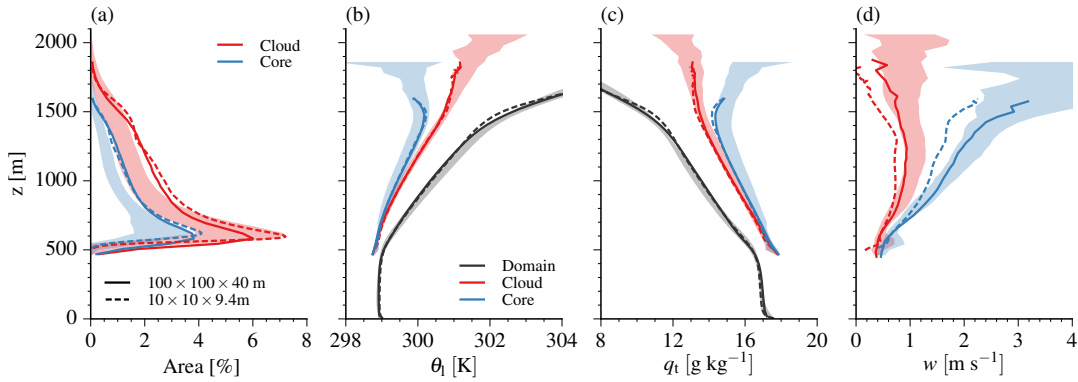 (a)
(b)
(c)
(d)
2000
1500
1000
500
0
z [m]
Cloud
Core
100 × 100 × 40 m
10 × 10 × 9.4m
0 2 4 6 8
Area [%]
Domain
Cloud
Core
298 300 302 304
θl [K]
8 12 16 20
qt [g kg−1]
0 1 2 3 4
w [m s−1]